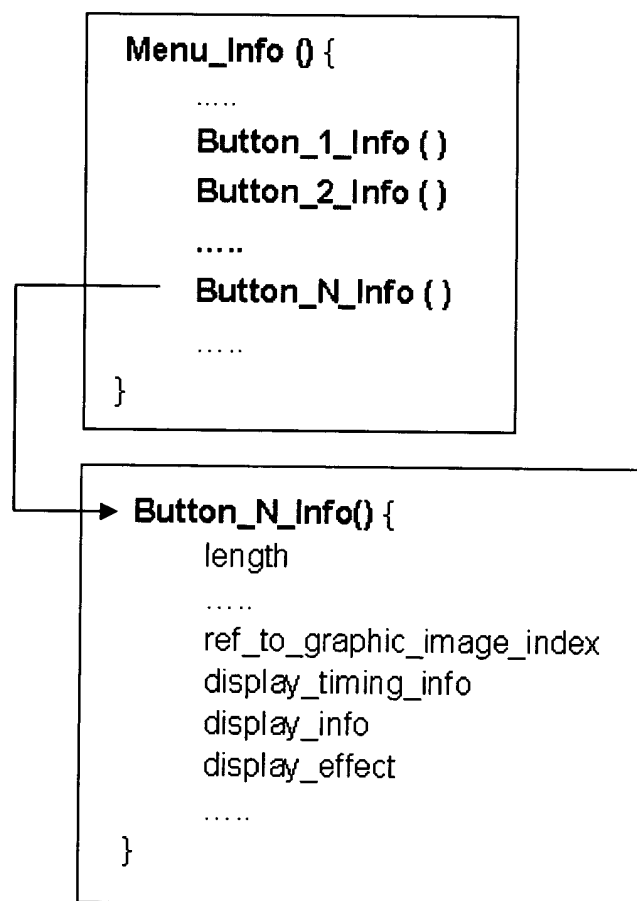 Menu_Info () {
.....
Button_1_Info ( )
Button_2_Info ( )
.....
Button_N_Info ( )
.....
}
Button_N_Info() {
length
.....
ref_to_graphic_image_index
display_timing_info
display_info
display_effect
.....
}